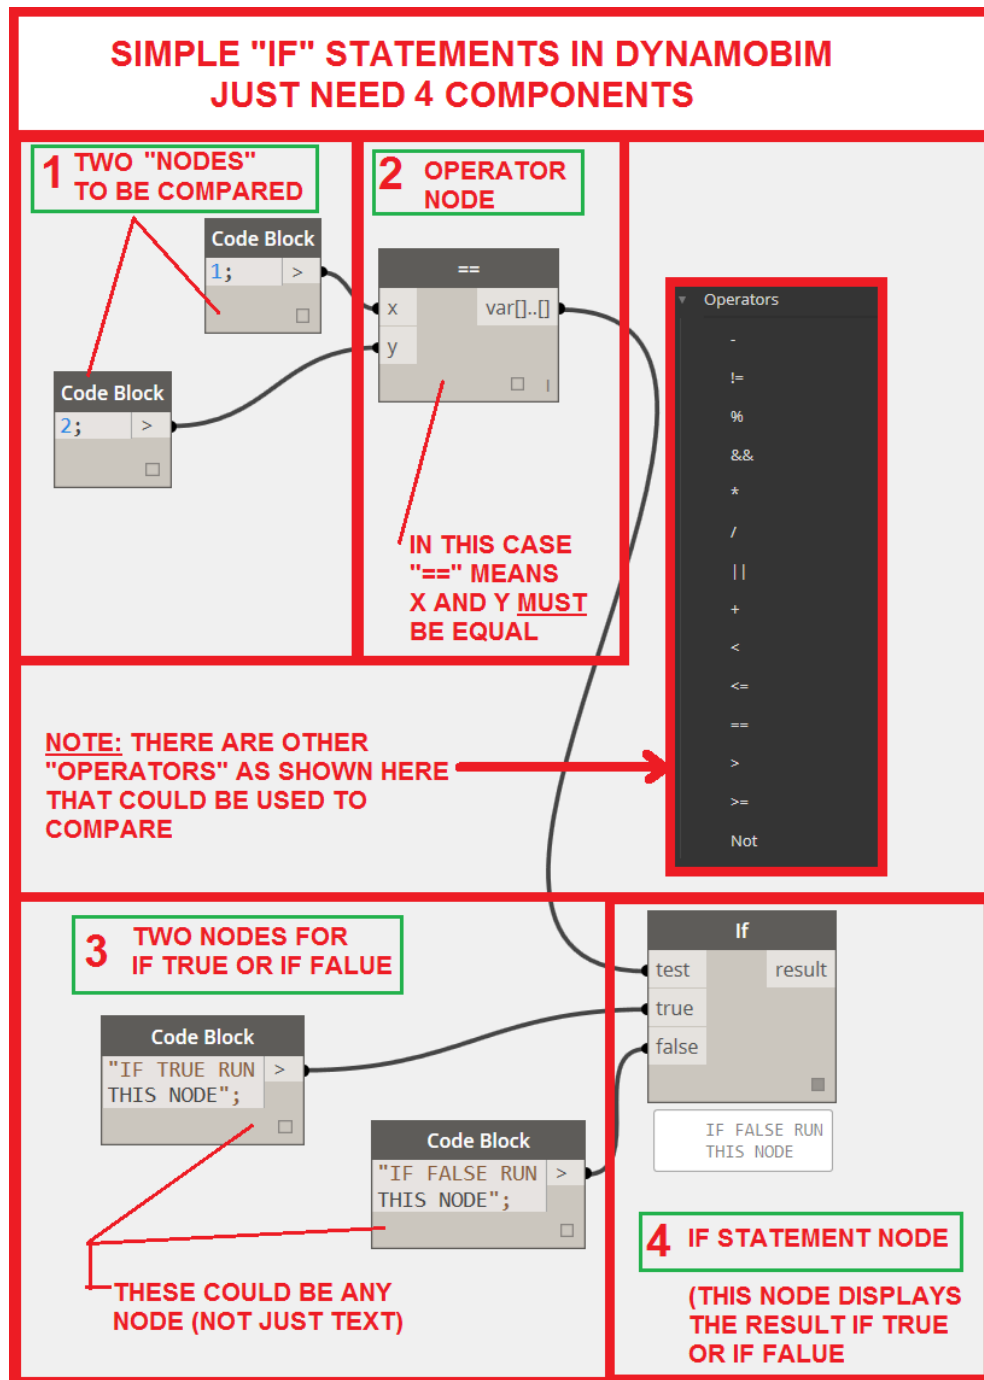 SIMPLE "IF" STATEMENTS IN DYNAMOBIM
JUST NEED 4 COMPONENTS
1 TWO "NODES"
TO BE COMPARED
Code Block
1; >
Code Block
2; >
2 OPERATOR
NODE
==
x var[]..[]
y
IN THIS CASE
"==" MEANS
X AND Y MUST
BE EQUAL
Operators
-
!=
%
&&
*
/
||
+
<
<=
==
>
>=
Not
NOTE: THERE ARE OTHER
"OPERATORS" AS SHOWN HERE
THAT COULD BE USED TO
COMPARE
3 TWO NODES FOR
IF TRUE OR IF FALUE
Code Block
"IF TRUE RUN >
THIS NODE";
Code Block
"IF FALSE RUN >
THIS NODE";
THESE COULD BE ANY
NODE (NOT JUST TEXT)
If
test result
true
false
IF FALSE RUN
THIS NODE
4 IF STATEMENT NODE
(THIS NODE DISPLAYS
THE RESULT IF TRUE
OR IF FALUE